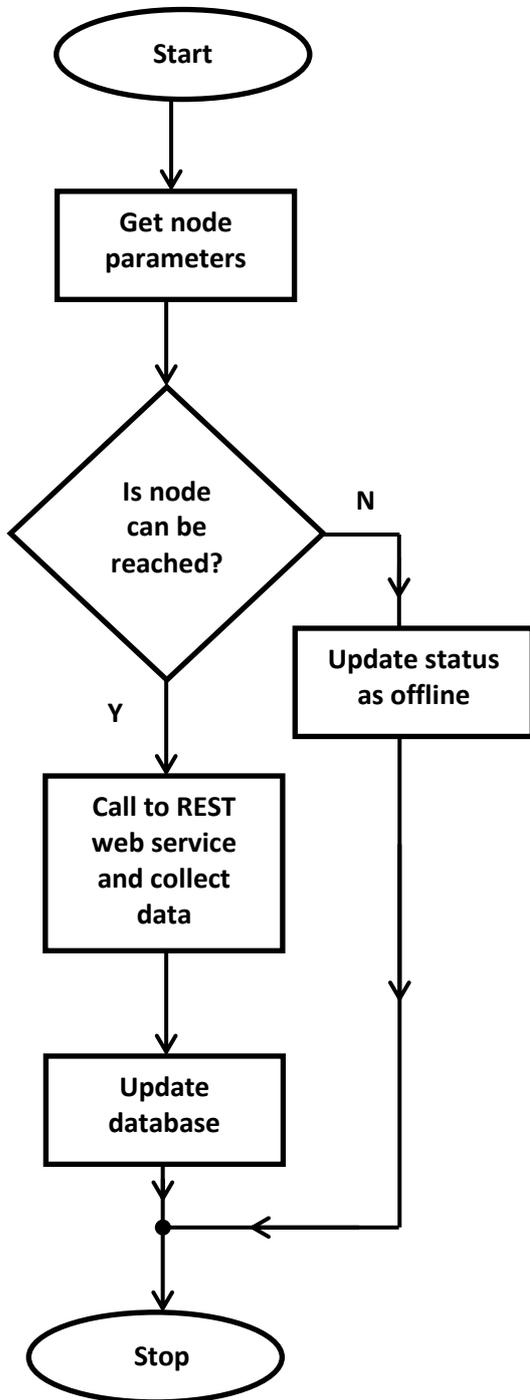 Start
Get node
parameters
Is node
can be
reached?
N
Update status
as offline
Y
Call to REST
web service
and collect
data
Update
database
Stop